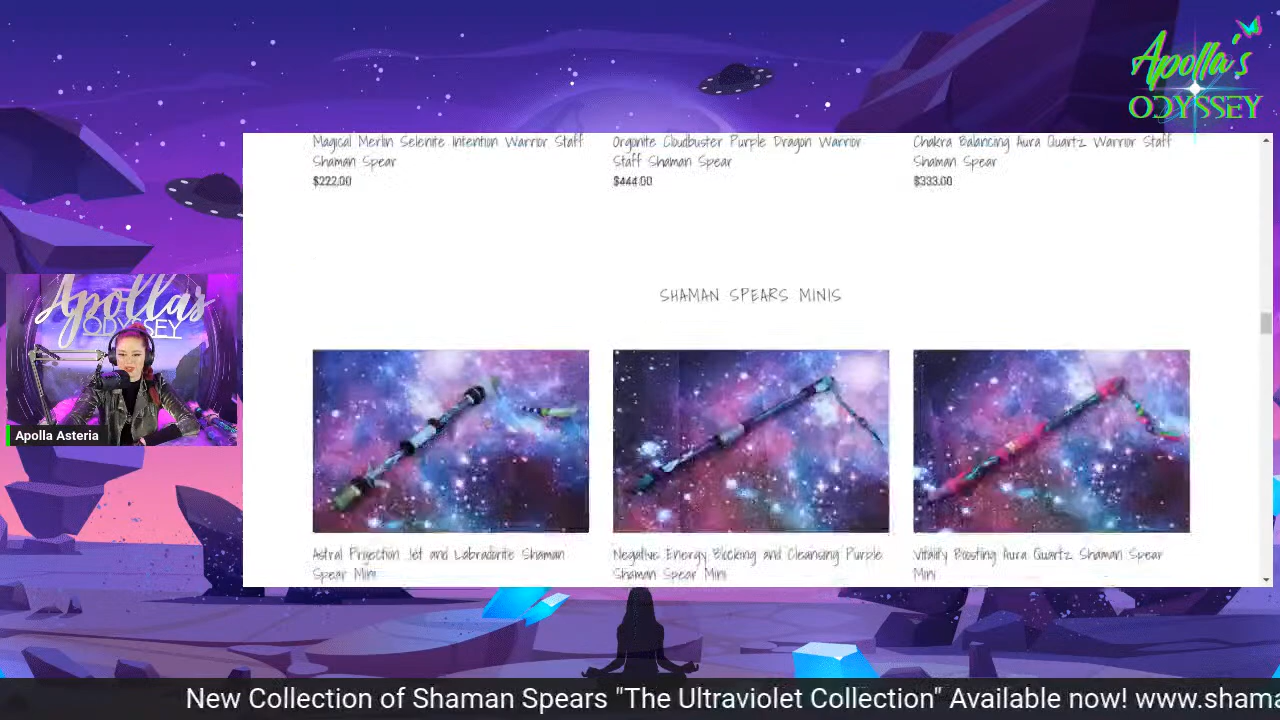 Apolla's
ODYSSEY
Magical Merlin Selenite Intention Warrior Staff
Shaman Spear
$222.00
Orgonite Cloudbuster Purple Dragon Warrior
Staff Shaman Spear
$444.00
Chakra Balancing Aura Quartz Warrior Staff
Shaman Spear
$333.00
SHAMAN SPEARS MINIS
Apollas
ODYSSEY
Apolla Asteria
Astral Projection Jet and Labradorite Shaman
Spear Mini
Negative Energy Blocking and Cleansing Purple
Shaman Spear Mini
Vitality Boosting Aura Quartz Shaman Spear
Mini
New Collection of Shaman Spears "The Ultraviolet Collection" Available now! www.shama